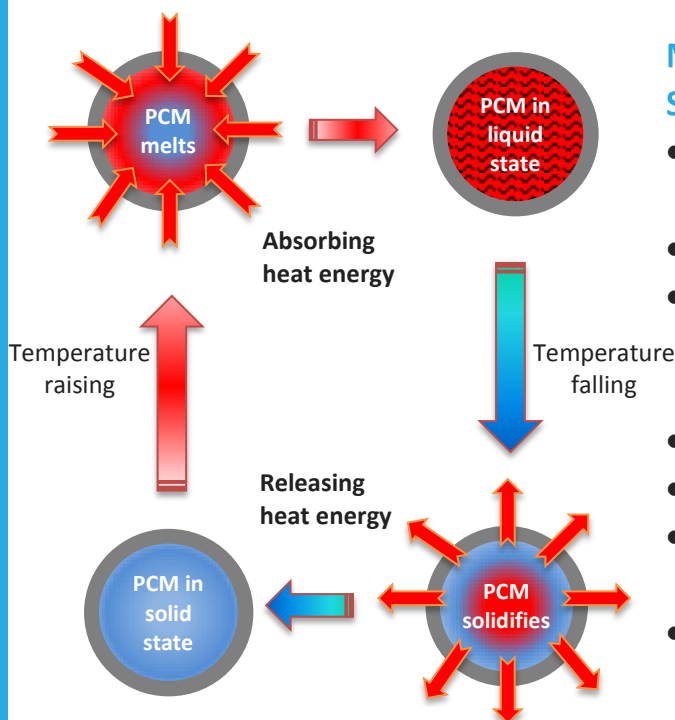 PCM
melts
PCM in
liquid
state
Absorbing
heat energy
Temperature
raising
Temperature
falling
Releasing
heat energy
PCM in
solid
state
PCM
solidifies